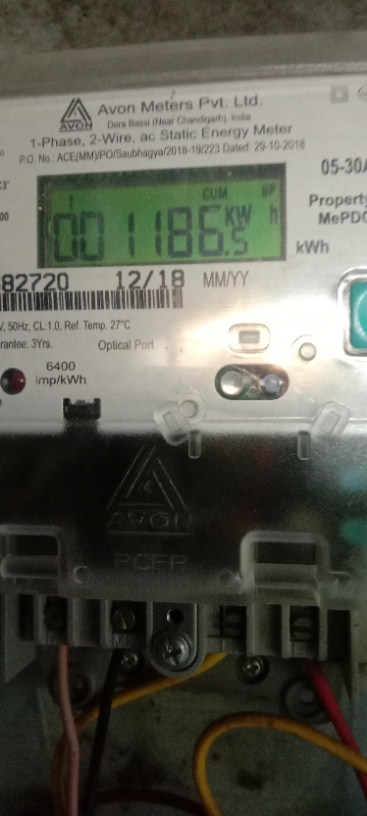 Avon Meters Pvt. Ltd.
AVON
Dara Bassi (Near Chandigarh), India
1-Phase, 2-Wire, ac Static Energy Meter
P.O. No. ACE(MM)/PO/Saubhagya/2018-19/223 Dated: 29-10-2018
05-30A
CUM
001186.5 KW h
kWh
Property
MePDC
82720 12/18 MM/YY
V, 50Hz, CL:1.0, Ref. Temp. 27°C
arantee: 3Yrs. Optical Port
6400
imp/kWh
AVON